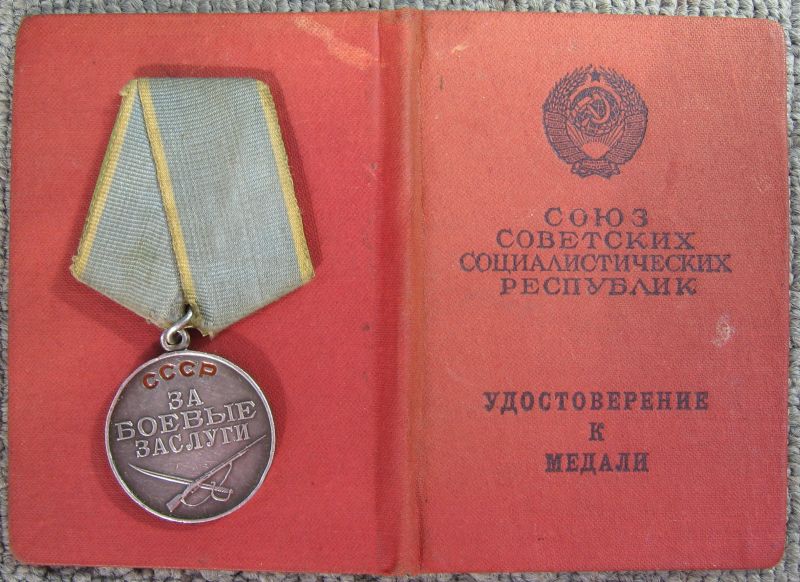 СССР
ЗА
БОЕВЫЕ
ЗАСЛУГИ
СОЮЗ
СОВЕТСКИХ
СОЦИАЛИСТИЧЕСКИХ
РЕСПУБЛИК
УДОСТОВЕРЕНИЕ
К
МЕДАЛИ